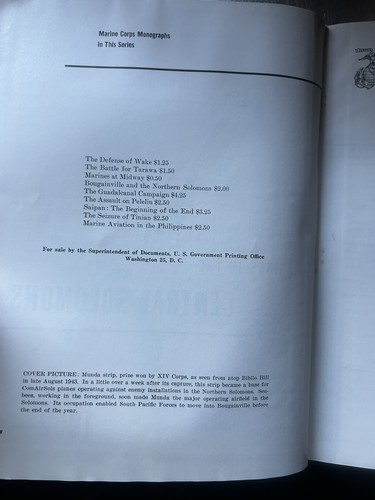 Marine Corps Monographs
in This Series
The Defense of Wake $1.25
The Battle for Tarawa $1.50
Marines at Midway $0.50
Bougainville and the Northern Solomons $2.00
The Guadalcanal Campaign $4.25
The Assault on Peleliu $2.50
Saipan: The Beginning of the End $3.25
The Seizure of Tinian $2.50
Marine Aviation in the Philippines $2.50
For sale by the Superintendent of Documents, U. S. Government Printing Office
Washington 25, D. C.
COVER PICTURE: Munda strip, prize won by XIV Corps, as seen from atop Bibilo Hill
in late August 1943. In a little over a week after its capture, this strip became a base for
ComAirSols planes operating against enemy installations in the Northern Solomons. Sea-
bees, working in the foreground, soon made Munda the major operating airfield in the
Solomons. Its occupation enabled South Pacific Forces to move into Bougainville before
the end of the year.